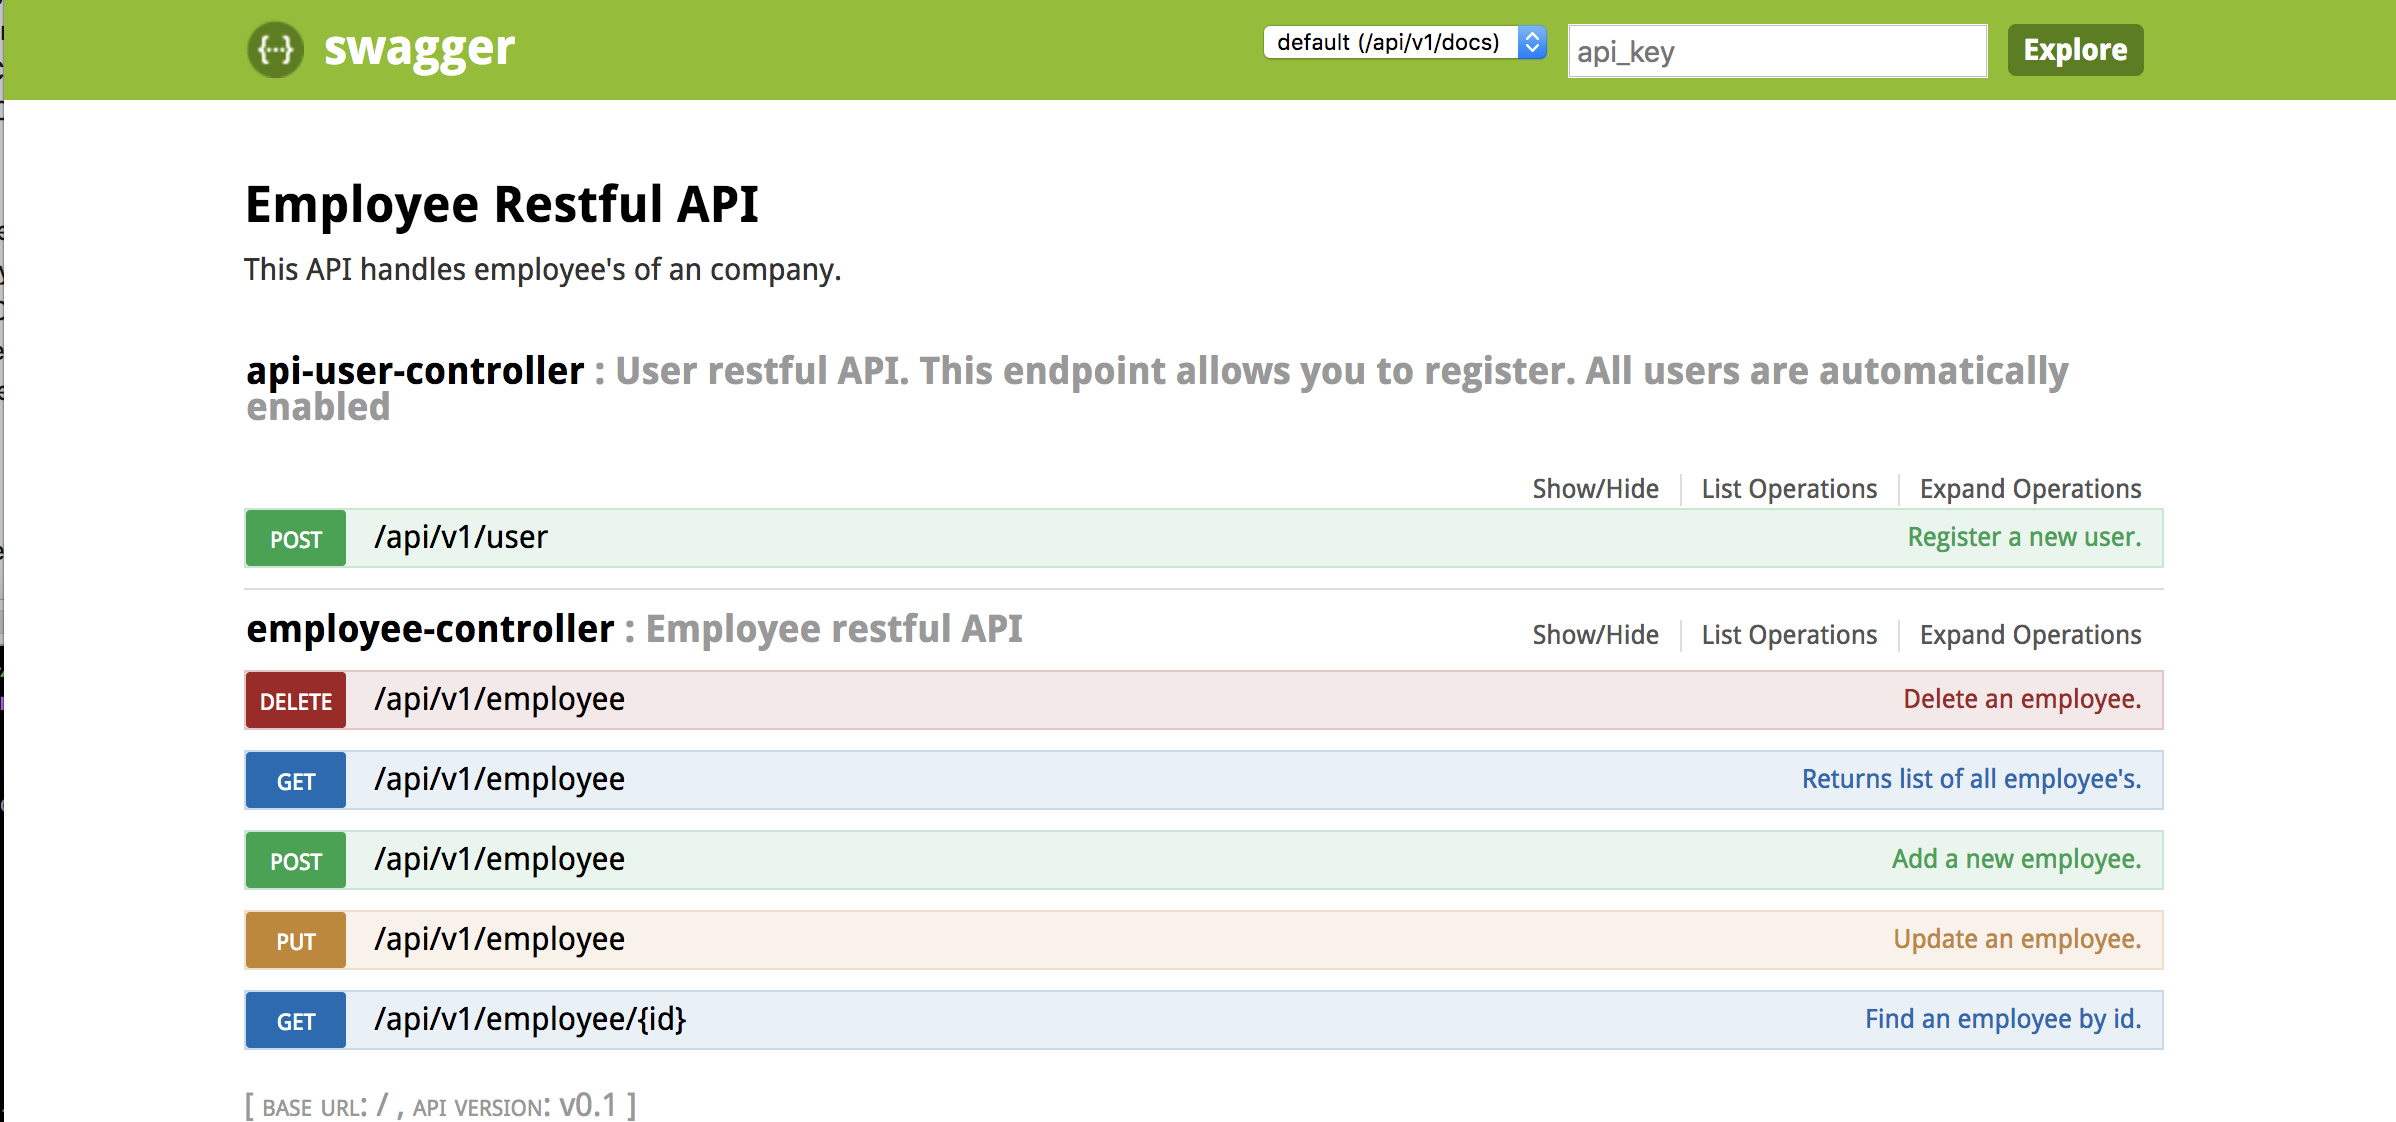 {···} swagger
default (/api/v1/docs)
api_key
Explore
Employee Restful API
This API handles employee's of an company.
api-user-controller : User restful API. This endpoint allows you to register. All users are automatically
enabled
Show/Hide
List Operations
Expand Operations
POST /api/v1/user Register a new user.
employee-controller : Employee restful API
Show/Hide
List Operations
Expand Operations
DELETE /api/v1/employee Delete an employee.
GET /api/v1/employee Returns list of all employee's.
POST /api/v1/employee Add a new employee.
PUT /api/v1/employee Update an employee.
GET /api/v1/employee/{id} Find an employee by id.
[ BASE URL: / , API VERSION: v0.1 ]